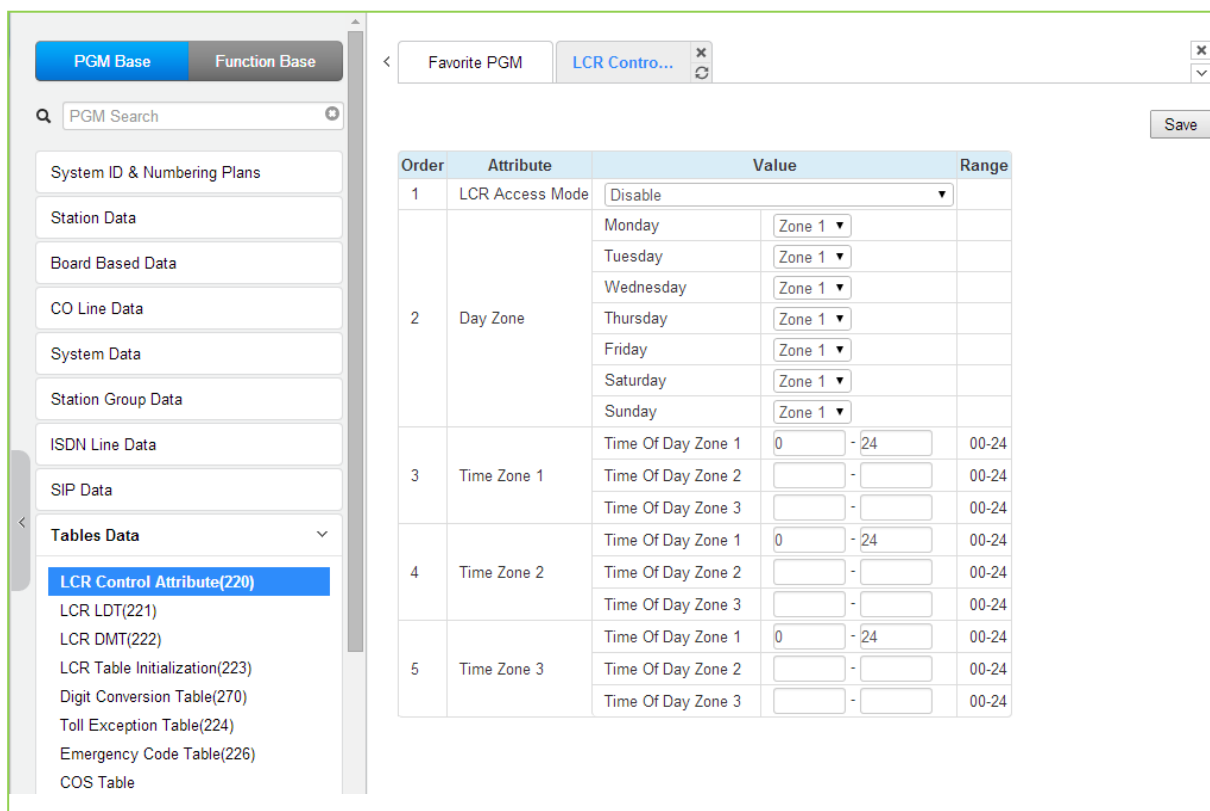 PGM Base Function Base
PGM Search
System ID & Numbering Plans
Station Data
Board Based Data
CO Line Data
System Data
Station Group Data
ISDN Line Data
SIP Data
Tables Data
LCR Control Attribute(220)
LCR LDT(221)
LCR DMT(222)
LCR Table Initialization(223)
Digit Conversion Table(270)
Toll Exception Table(224)
Emergency Code Table(226)
COS Table
Favorite PGM LCR Contro...
Save
Order Attribute Value Range
1 LCR Access Mode Disable
2 Day Zone
Monday Zone 1
Tuesday Zone 1
Wednesday Zone 1
Thursday Zone 1
Friday Zone 1
Saturday Zone 1
Sunday Zone 1
3 Time Zone 1
Time Of Day Zone 1 0 - 24 00-24
Time Of Day Zone 2 - 00-24
Time Of Day Zone 3 - 00-24
4 Time Zone 2
Time Of Day Zone 1 0 - 24 00-24
Time Of Day Zone 2 - 00-24
Time Of Day Zone 3 - 00-24
5 Time Zone 3
Time Of Day Zone 1 0 - 24 00-24
Time Of Day Zone 2 - 00-24
Time Of Day Zone 3 - 00-24